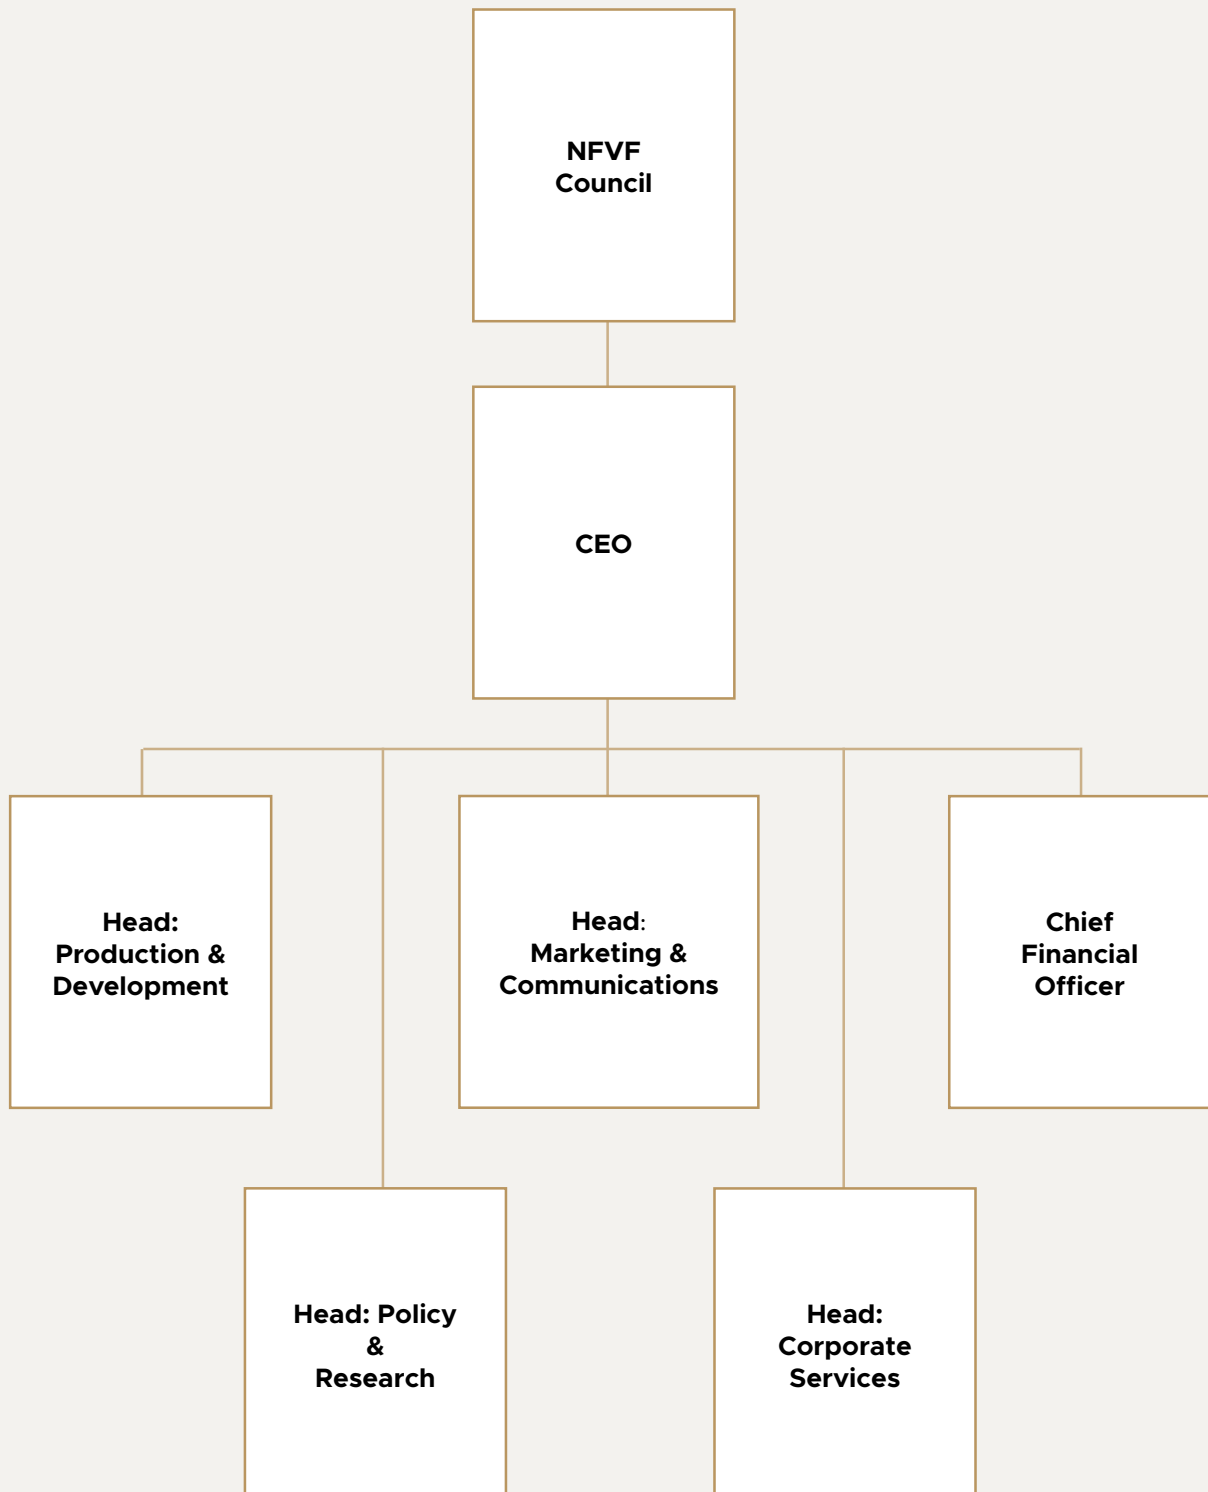 NFVF
Council
CEO
Head:
Production &
Development
Head:
Marketing &
Communications
Chief
Financial
Officer
Head: Policy
&
Research
Head:
Corporate
Services